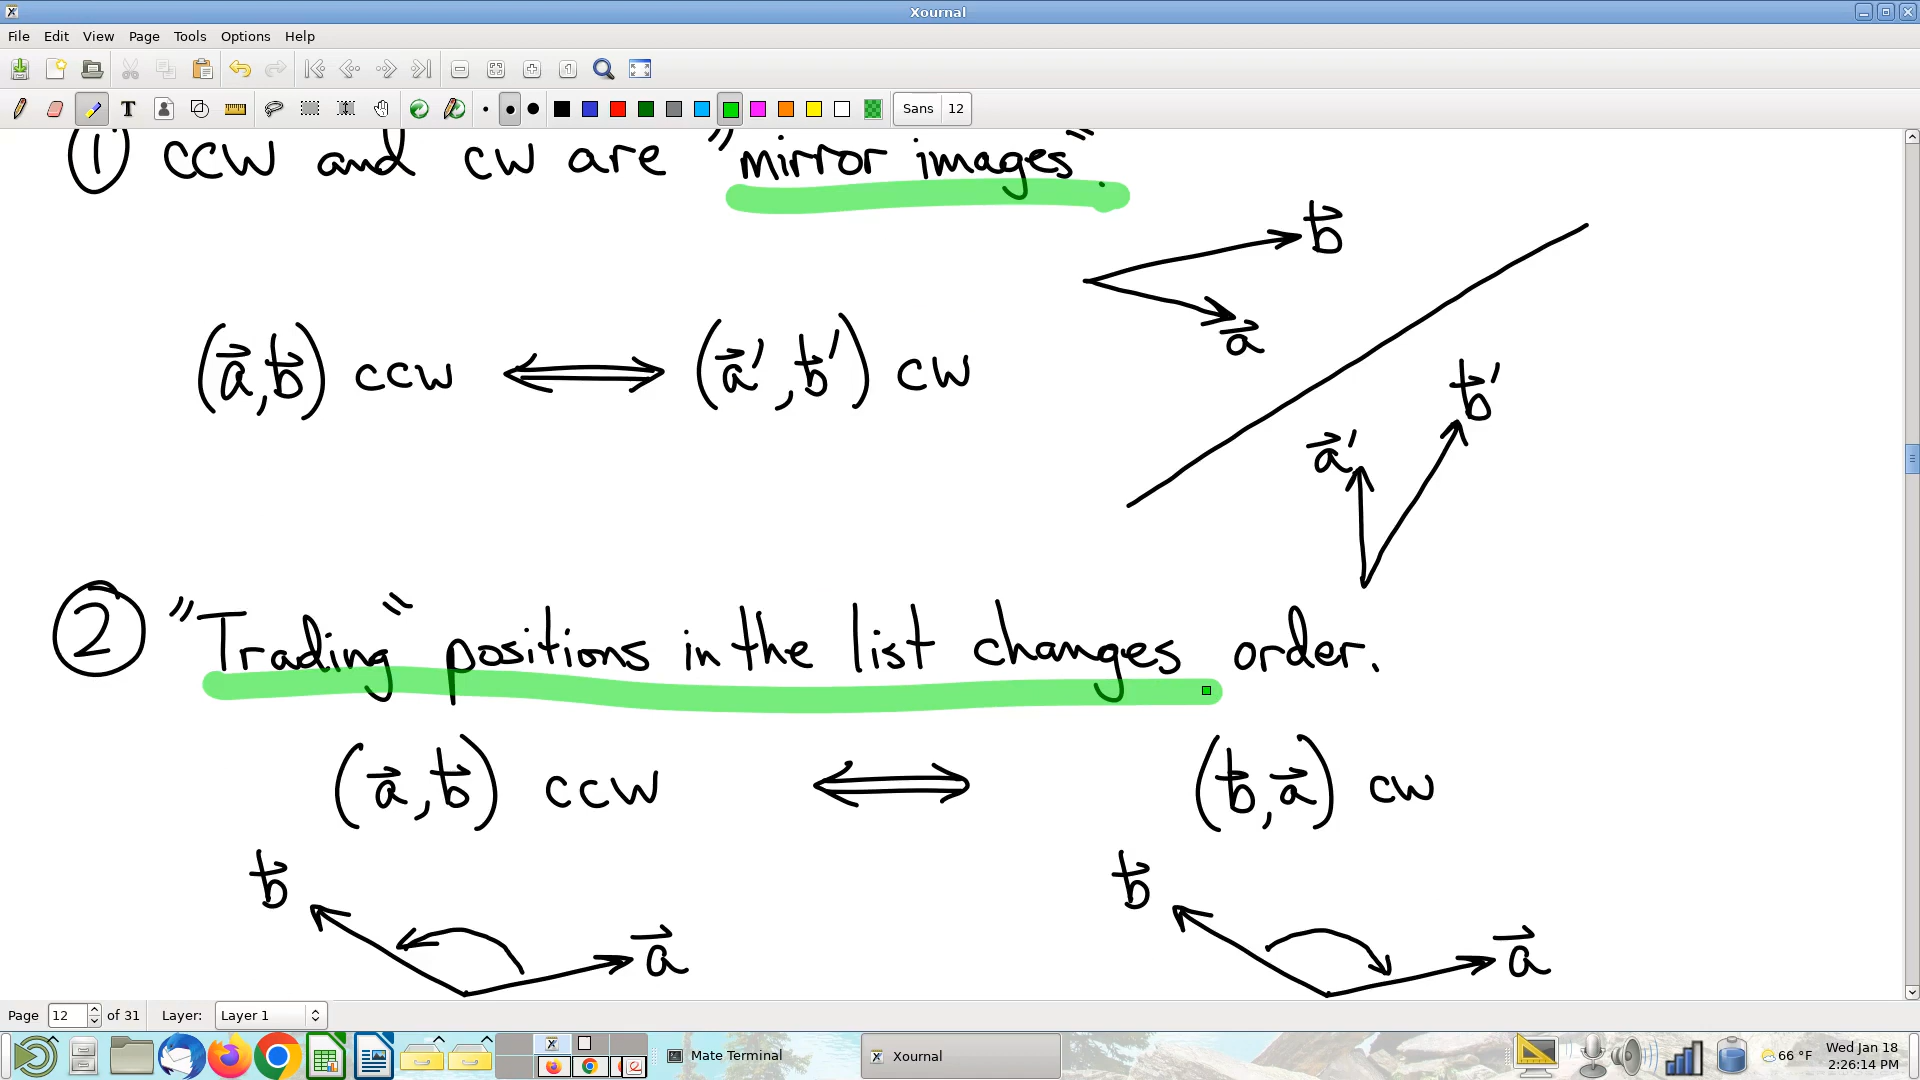 Xournal
File Edit View Page Tools Options Help
Sans 12
① ccw and cw are "mirror images".
b⃗
a⃗
(a⃗, b⃗) ccw ⟺ (a⃗′, b⃗′) cw
b⃗′
a⃗′
② "Trading" positions in the list changes order.
(a⃗, b⃗) ccw ⟺ (b⃗, a⃗) cw
b⃗ b⃗
a⃗ a⃗
Page 12 of 31 Layer: Layer 1
Mate Terminal Xournal 66 °F Wed Jan 18
2:26:14 PM